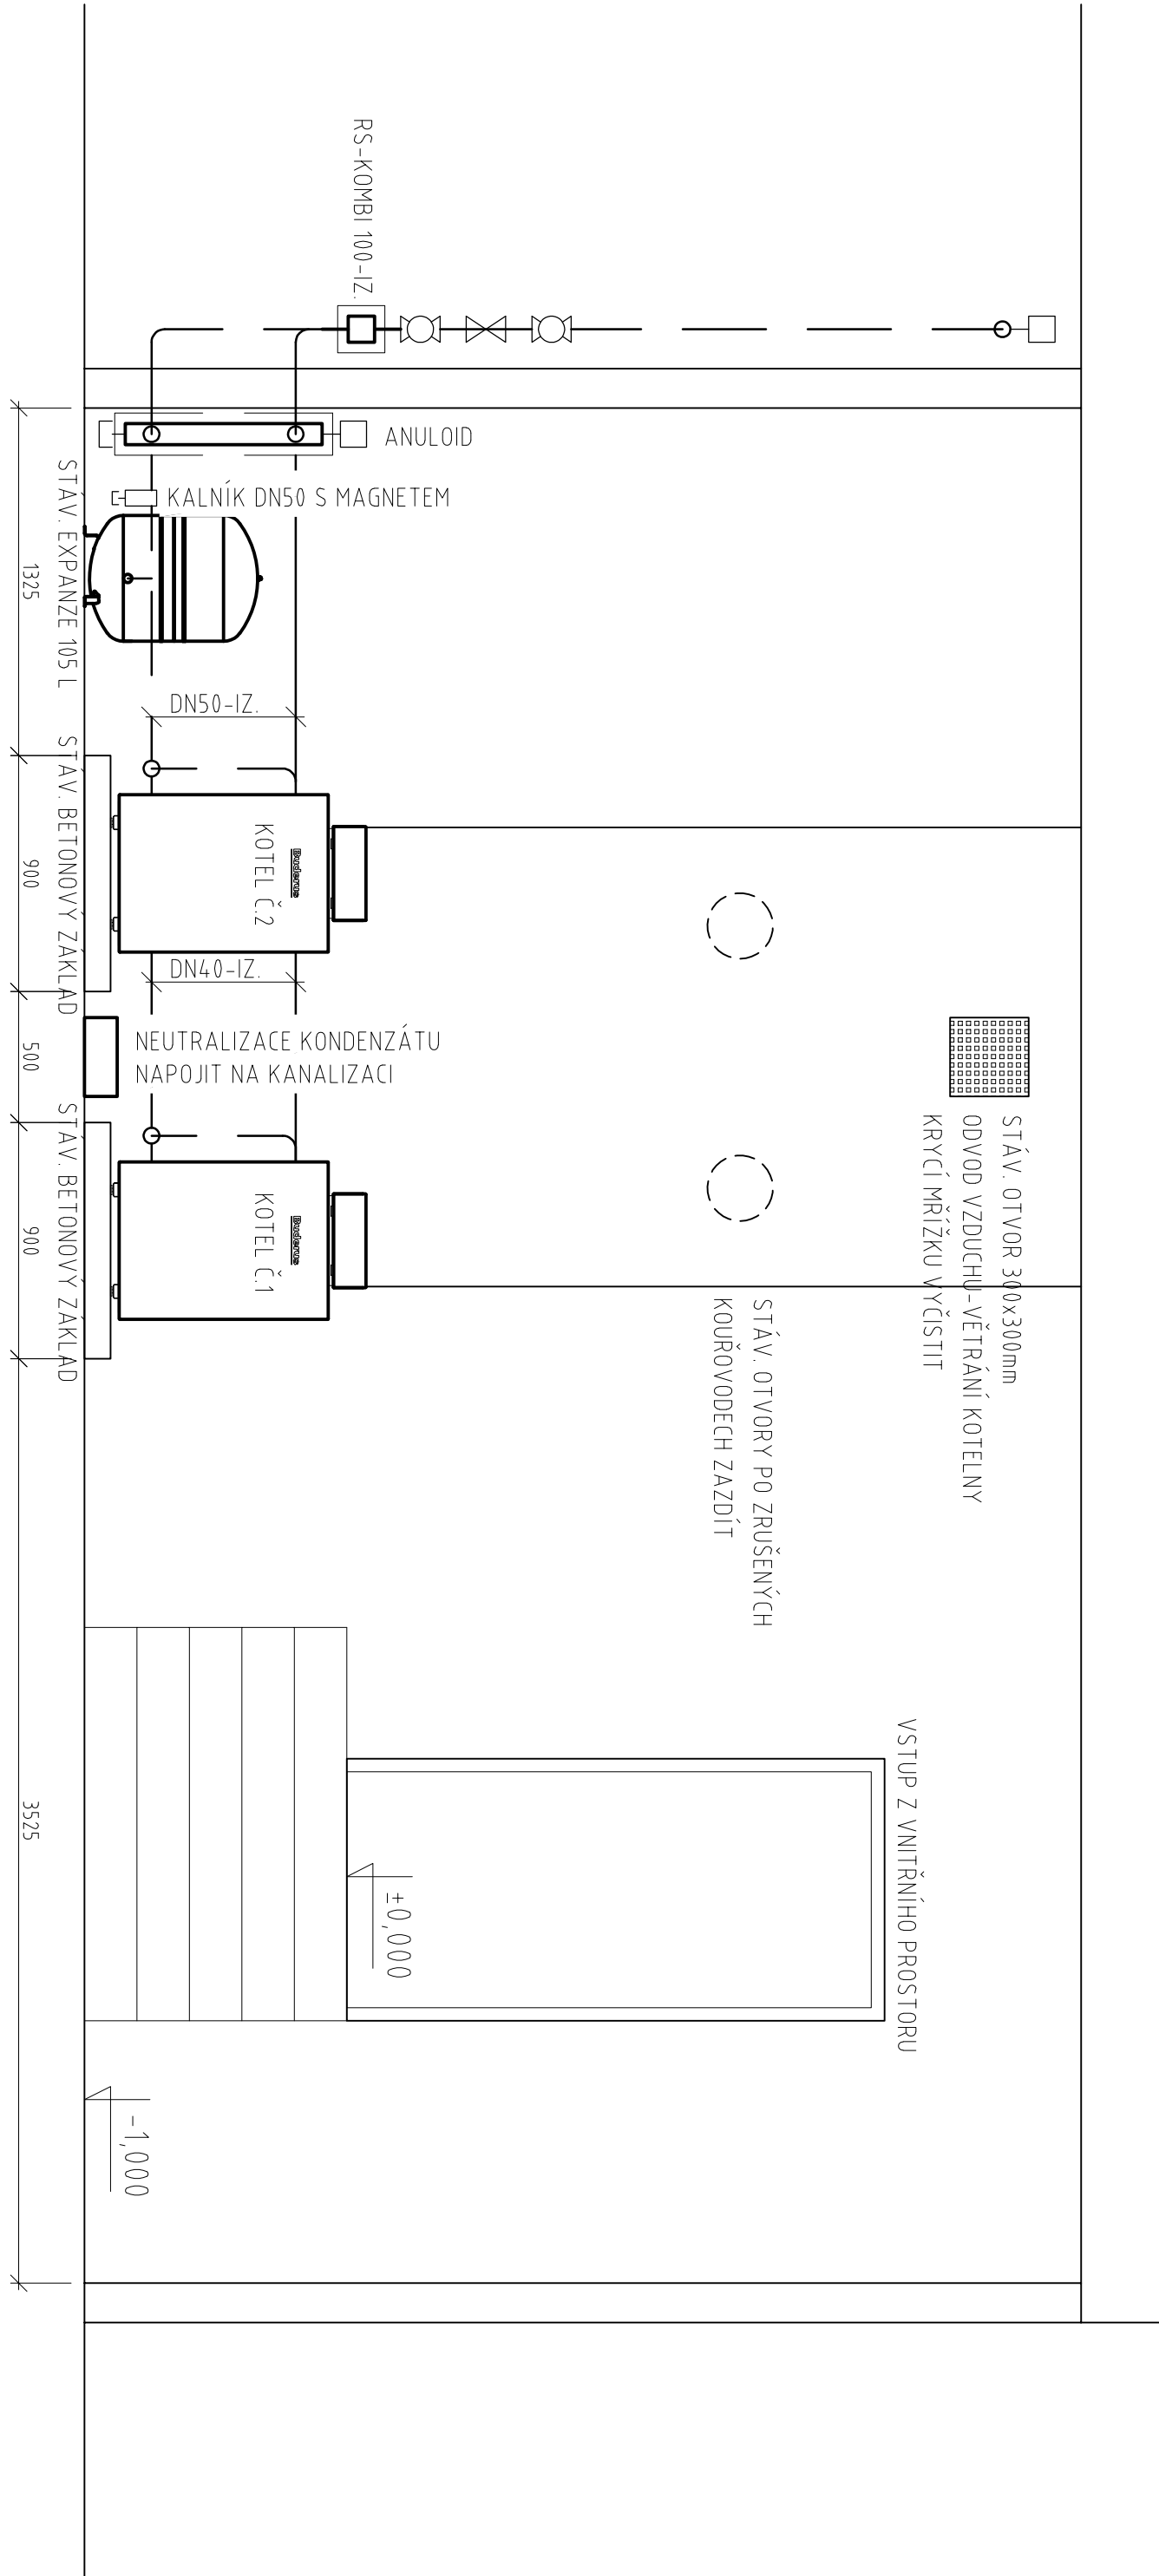 RS-KOMBI 100-IZ.
ANULOID
KALNÍK DN50 S MAGNETEM
STÁV. EXPANZE 105 L
1325
DN50-IZ.
STÁV. BETONOVÝ ZÁKLAD
900
KOTEL Č.2
Buderus
DN40-IZ.
NEUTRALIZACE KONDENZÁTU
NAPOJIT NA KANALIZACI
500
STÁV. OTVOR 300x300mm
ODVOD VZDUCHU-VĚTRÁNÍ KOTELNY
KRYCÍ MŘÍŽKU VYČISTIT
STÁV. BETONOVÝ ZÁKLAD
900
KOTEL Č.1
Buderus
STÁV. OTVORY PO ZRUŠENÝCH
KOUŘOVODECH ZAZDÍT
VSTUP Z VNITŘNÍHO PROSTORU
±0,000
3525
-1,000